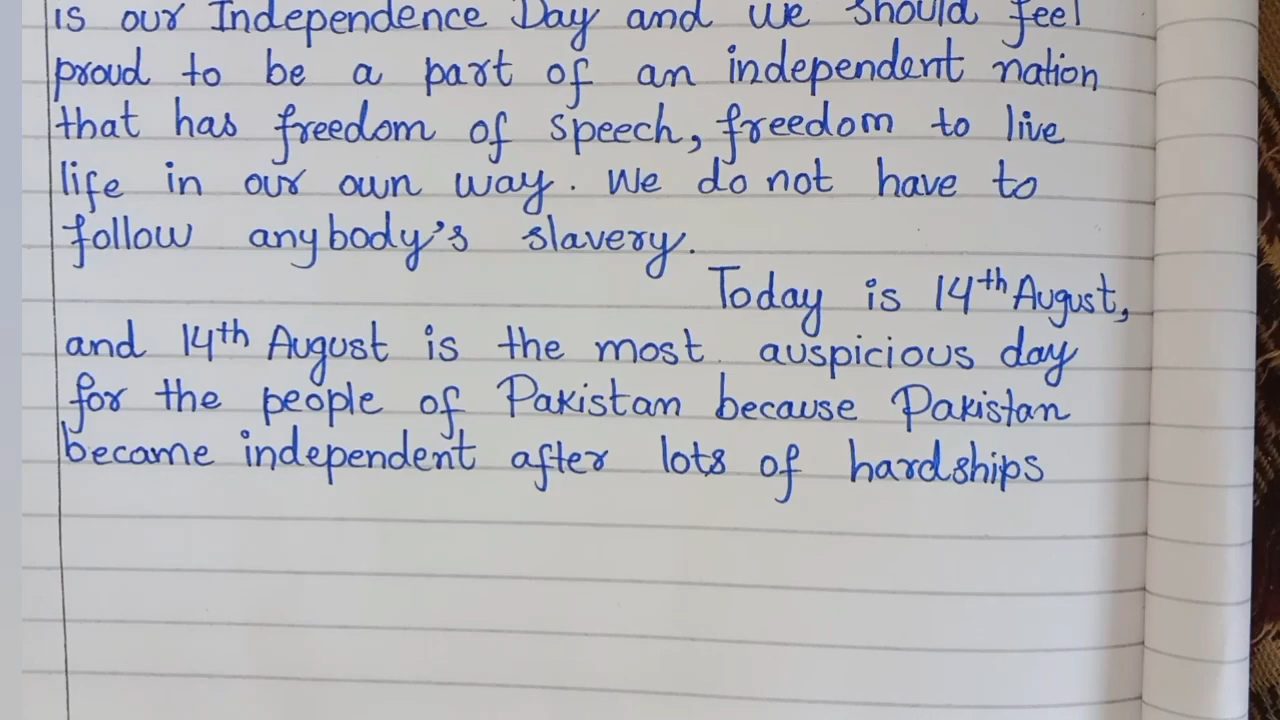 is our Independence Day and we should feel
proud to be a part of an independent nation
that has freedom of speech, freedom to live
life in our own way. We do not have to
follow anybody's slavery.
Today is 14th August,
and 14th August is the most auspicious day
for the people of Pakistan because Pakistan
became independent after lots of hardships